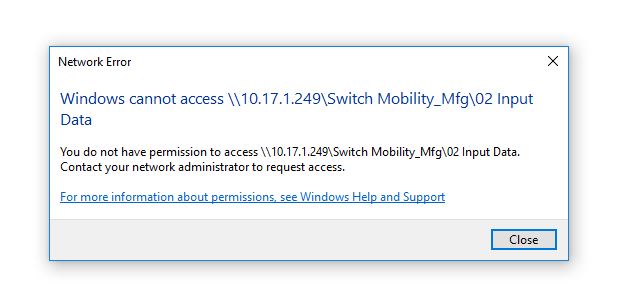 Network Error
Windows cannot access \\10.17.1.249\Switch Mobility_Mfg\02 Input
Data
You do not have permission to access \\10.17.1.249\Switch Mobility_Mfg\02 Input Data.
Contact your network administrator to request access.
For more information about permissions, see Windows Help and Support
Close